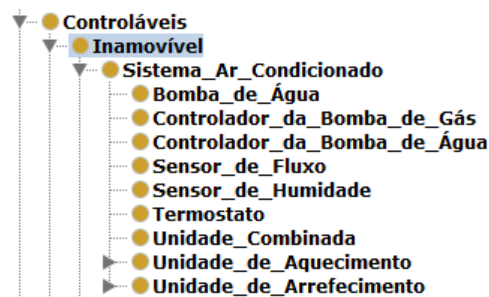 Controláveis
Inamovível
Sistema_Ar_Condicionado
Bomba_de_Água
Controlador_da_Bomba_de_Gás
Controlador_da_Bomba_de_Água
Sensor_de_Fluxo
Sensor_de_Humidade
Termostato
Unidade_Combinada
Unidade_de_Aquecimento
Unidade_de_Arrefecimento